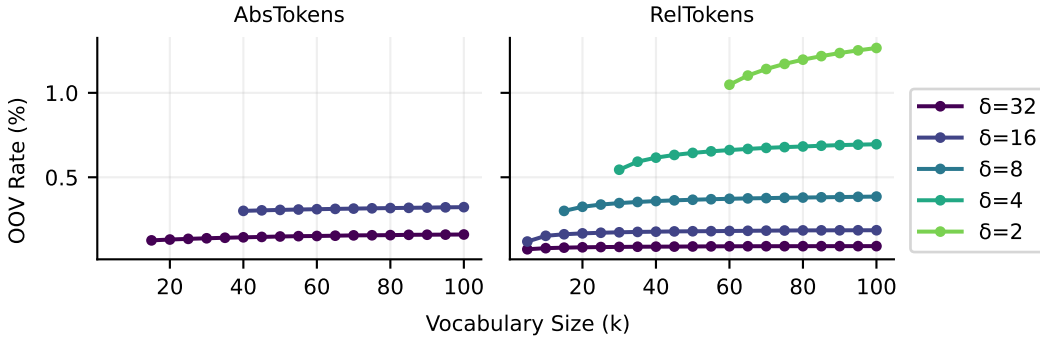 AbsTokens
RelTokens
OOV Rate (%)
1.0
0.5
20
40
60
80
100
20
40
60
80
100
Vocabulary Size (k)
δ=32
δ=16
δ=8
δ=4
δ=2